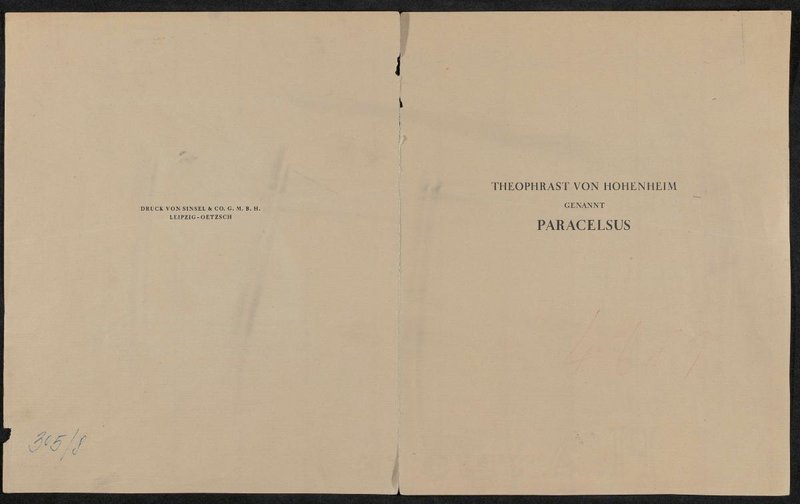 DRUCK VON SINSEL & CO. G. M. B. H.
LEIPZIG-OETZSCH
305/8
THEOPHRAST VON HOHENHEIM
GENANNT
PARACELSUS